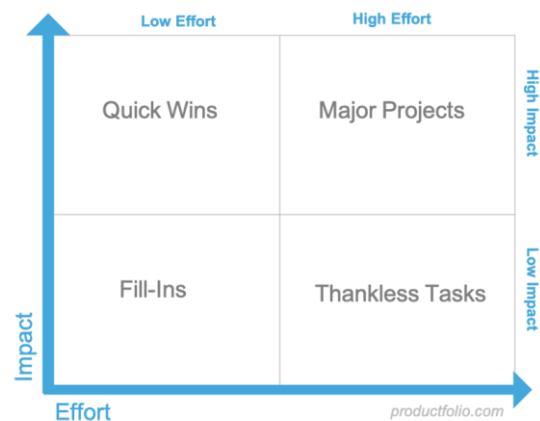 Low Effort
High Effort
Quick Wins
Major Projects
High Impact
Fill-Ins
Thankless Tasks
Low Impact
Impact
Effort
productfolio.com